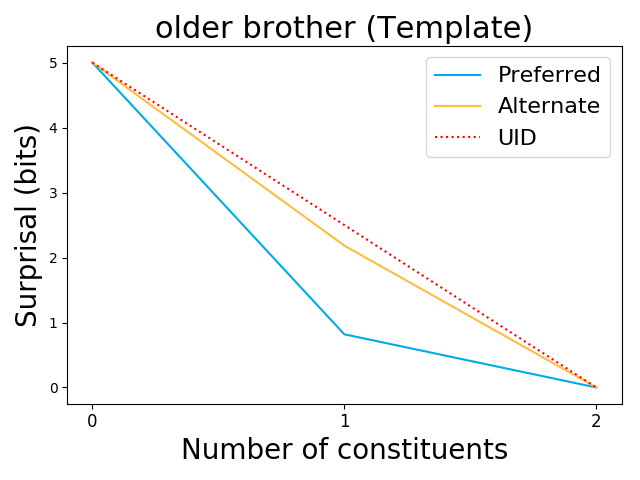 older brother (Template)
Surprisal (bits)
5
4
3
2
1
0
Preferred
Alternate
UID
0
1
2
Number of constituents